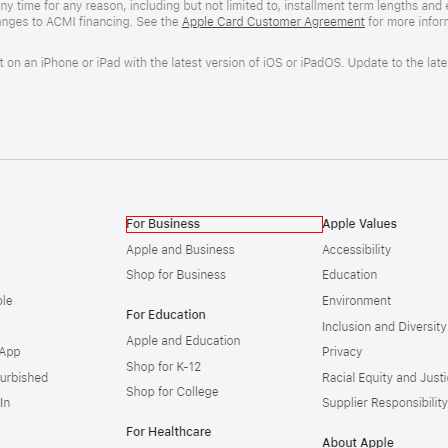 ny time for any reason, including but not limited to, installment term lengths and
nges to ACMI financing. See the Apple Card Customer Agreement for more infor
t on an iPhone or iPad with the latest version of iOS or iPadOS. Update to the late
For Business
Apple and Business
Shop for Business
For Education
Apple and Education
Shop for K-12
Shop for College
For Healthcare
Apple Values
Accessibility
Education
Environment
Inclusion and Diversity
Privacy
Racial Equity and Justi
Supplier Responsibility
About Apple
ple
App
urbished
In